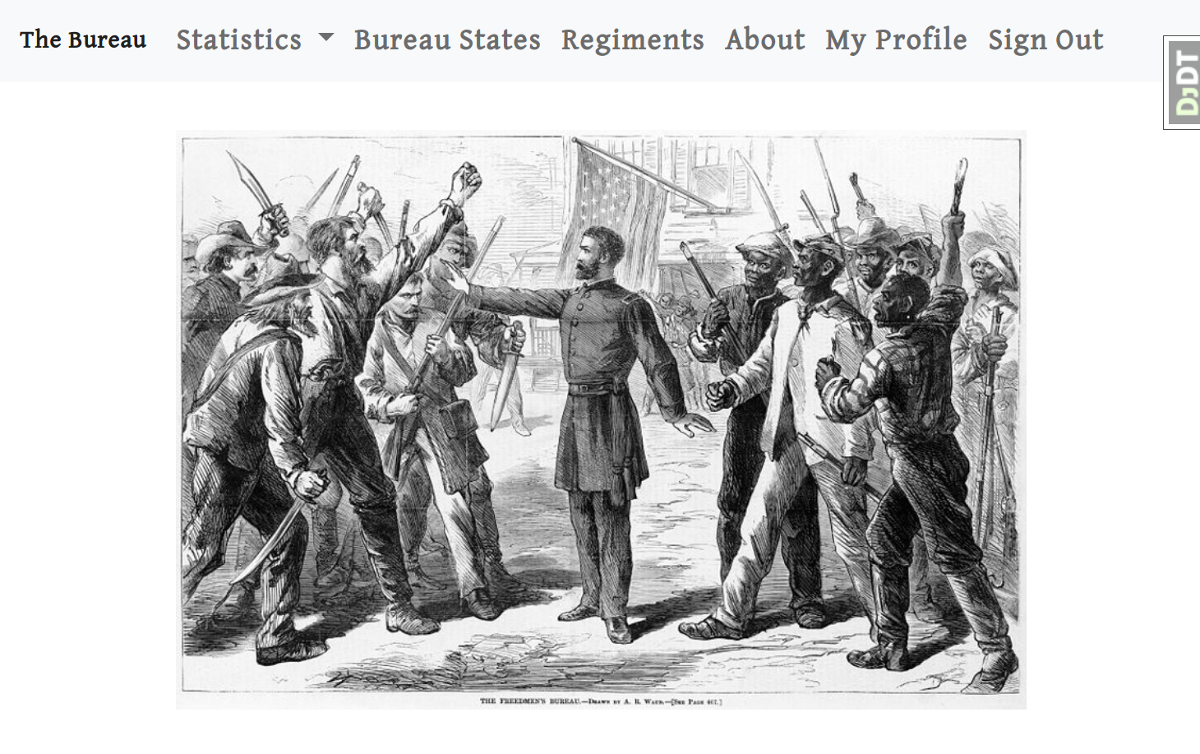 The Bureau Statistics Bureau States Regiments About My Profile Sign Out
DjDT
THE FREEDMEN'S BUREAU.—Drawn by A. R. Waud.—[See Page 467.]